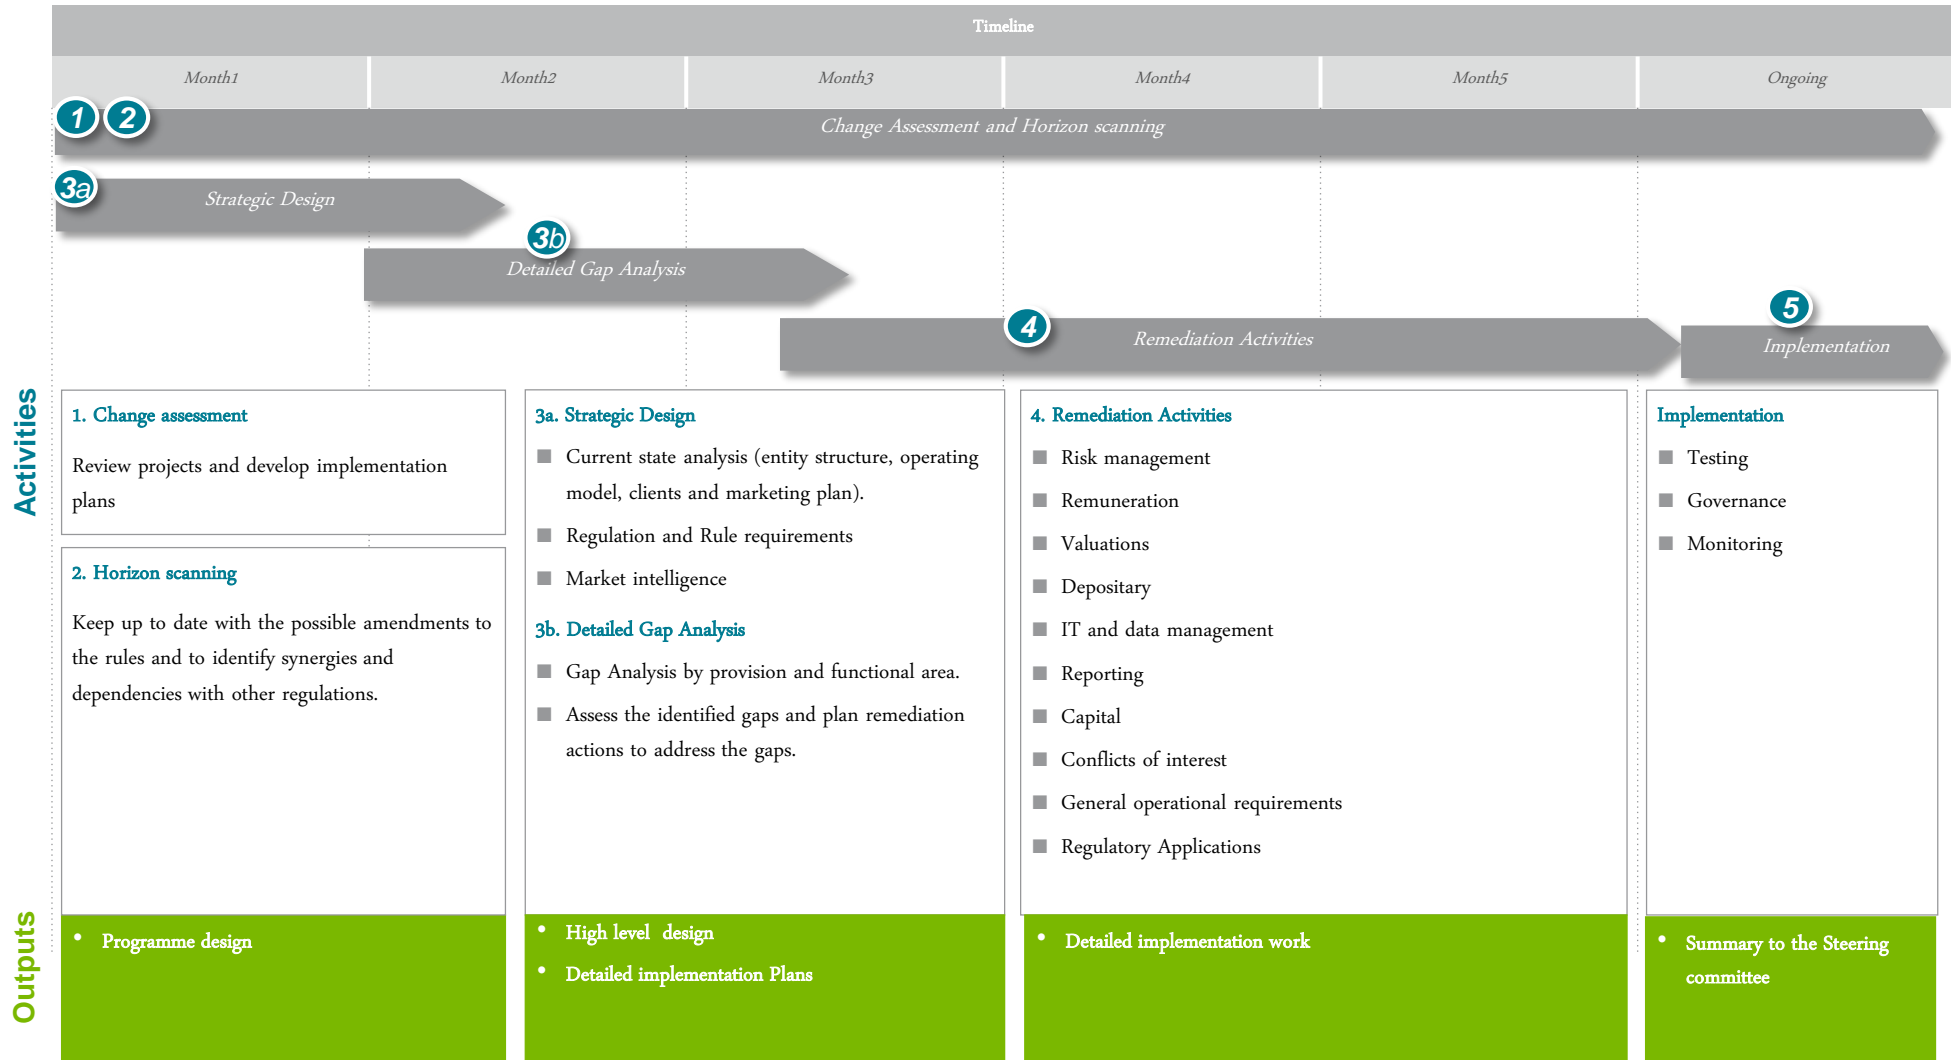 Timeline
Month1
Month2
Month3
Month4
Month5
Ongoing
1
2
Change Assessment and Horizon scanning
3a
Strategic Design
3b
Detailed Gap Analysis
4
Remediation Activities
5
Implementation
Activities
1. Change assessment
Review projects and develop implementation
plans
2. Horizon scanning
Keep up to date with the possible amendments to
the rules and to identify synergies and
dependencies with other regulations.
3a. Strategic Design
Current state analysis (entity structure, operating
model, clients and marketing plan).
Regulation and Rule requirements
Market intelligence
3b. Detailed Gap Analysis
Gap Analysis by provision and functional area.
Assess the identified gaps and plan remediation
actions to address the gaps.
4. Remediation Activities
Risk management
Remuneration
Valuations
Depositary
IT and data management
Reporting
Capital
Conflicts of interest
General operational requirements
Regulatory Applications
Implementation
Testing
Governance
Monitoring
Outputs
• Programme design
• High level design
• Detailed implementation Plans
• Detailed implementation work
• Summary to the Steering
committee